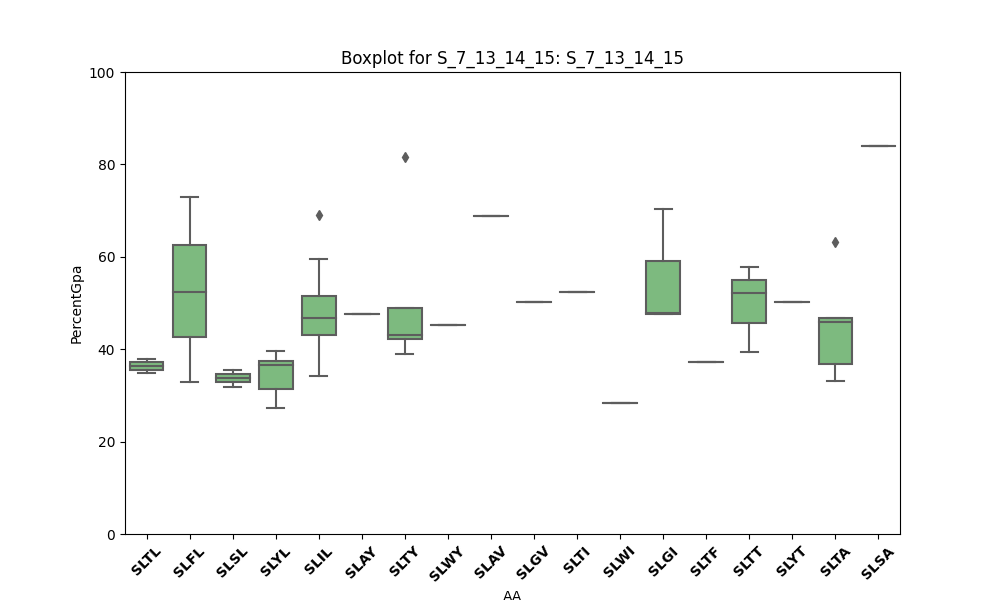 Boxplot for S_7_13_14_15: S_7_13_14_15
100
80
60
40
20
0
PercentGpa
SLTL SLFL SLSL SLYL SLIL SLAY SLTY SLWY SLAV SLGV SLTI SLWI SLGI SLTF SLTT SLYT SLTA SLSA
AA